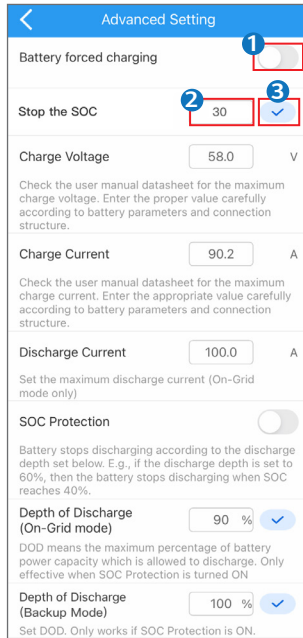 Advanced Setting
1
Battery forced charging
2
3
Stop the SOC 30
Charge Voltage 58.0 V
Check the user manual datasheet for the maximum
charge voltage. Enter the proper value carefully
according to battery parameters and connection
structure.
Charge Current 90.2 A
Check the user manual datasheet for the maximum
charge current. Enter the appropriate value carefully
according to battery parameters and connection
structure.
Discharge Current 100.0 A
Set the maximum discharge current (On-Grid
mode only)
SOC Protection
Battery stops discharging according to the discharge
depth set below. E.g., if the discharge depth is set to
60%, then the battery stops discharging when SOC
reaches 40%.
Depth of Discharge
(On-Grid mode) 90 %
DOD means the maximum percentage of battery
power capacity which is allowed to discharge. Only
effective when SOC Protection is turned ON
Depth of Discharge
(Backup Mode) 100 %
Set DOD. Only works if SOC Protection is ON.